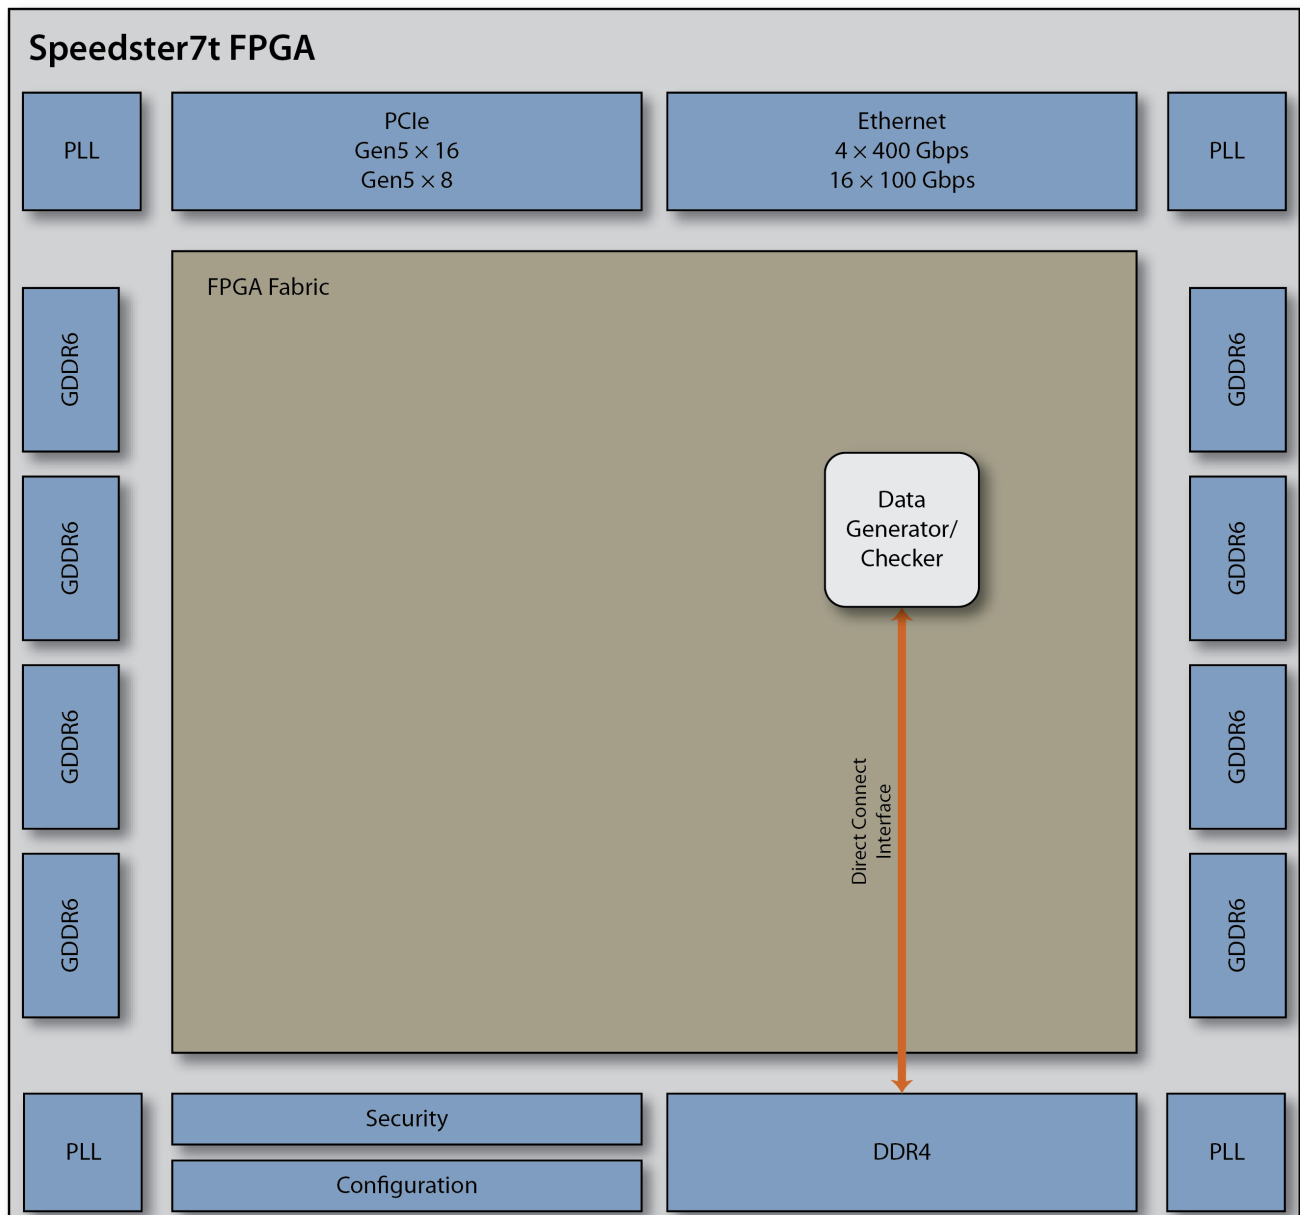 Speedster7t FPGA
PLL
PCIe
Gen5 × 16
Gen5 × 8
Ethernet
4 × 400 Gbps
16 × 100 Gbps
PLL
FPGA Fabric
GDDR6
GDDR6
GDDR6
GDDR6
Data
Generator/
Checker
Direct Connect
Interface
GDDR6
GDDR6
GDDR6
GDDR6
PLL
Security
Configuration
DDR4
PLL